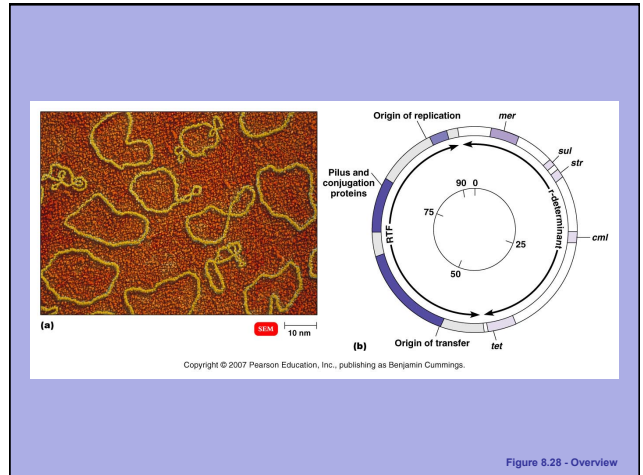 Origin of replication
mer
sul
str
Pilus and
conjugation
proteins
90 0
75
RTF
r-determinant
cml
25
50
(a)
SEM
10 nm
(b)
Origin of transfer
tet
Copyright © 2007 Pearson Education, Inc., publishing as Benjamin Cummings.
Figure 8.28 - Overview